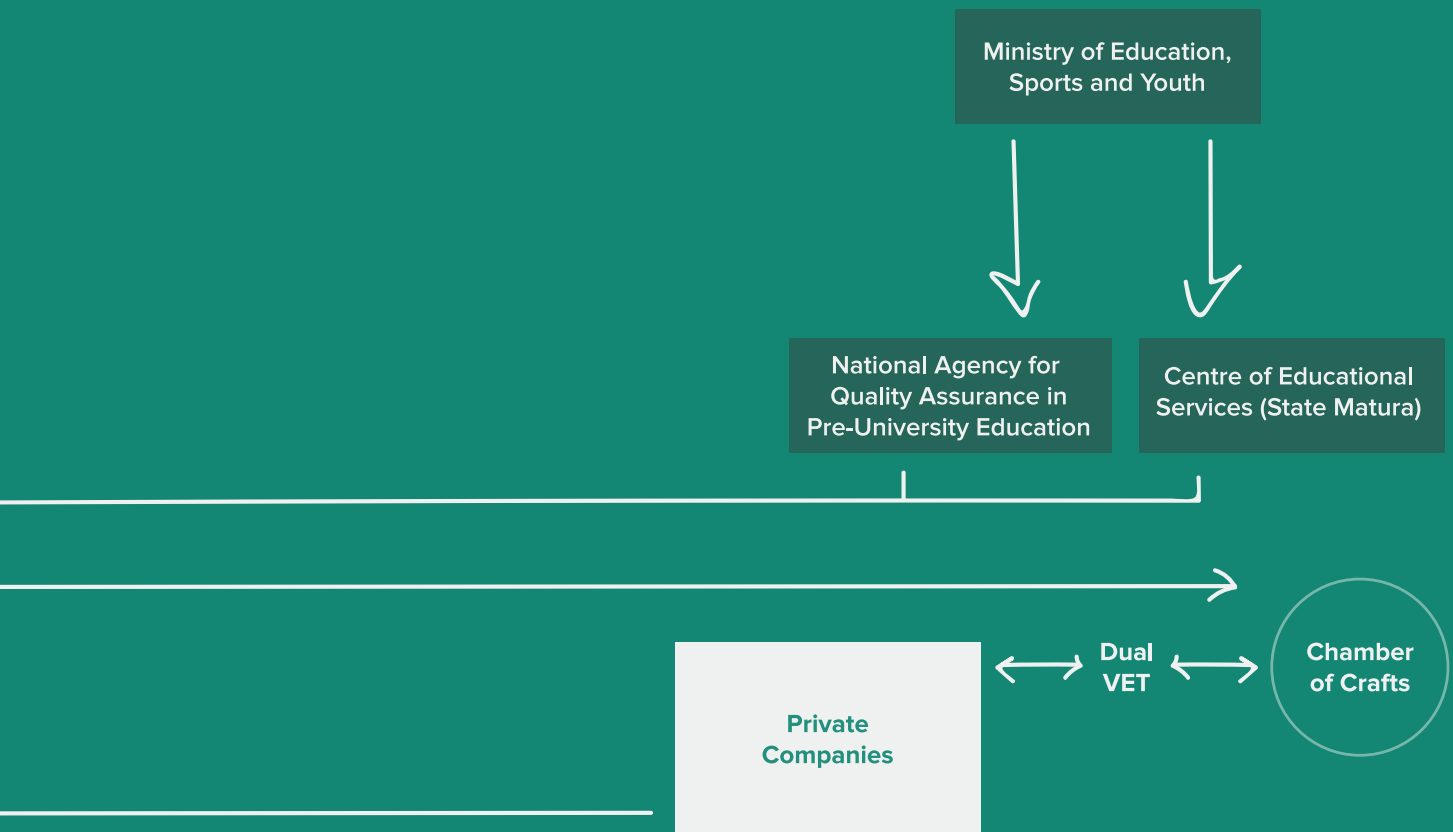 Ministry of Education,
Sports and Youth
National Agency for
Quality Assurance in
Pre-University Education
Centre of Educational
Services (State Matura)
Dual
VET
Chamber
of Crafts
Private
Companies